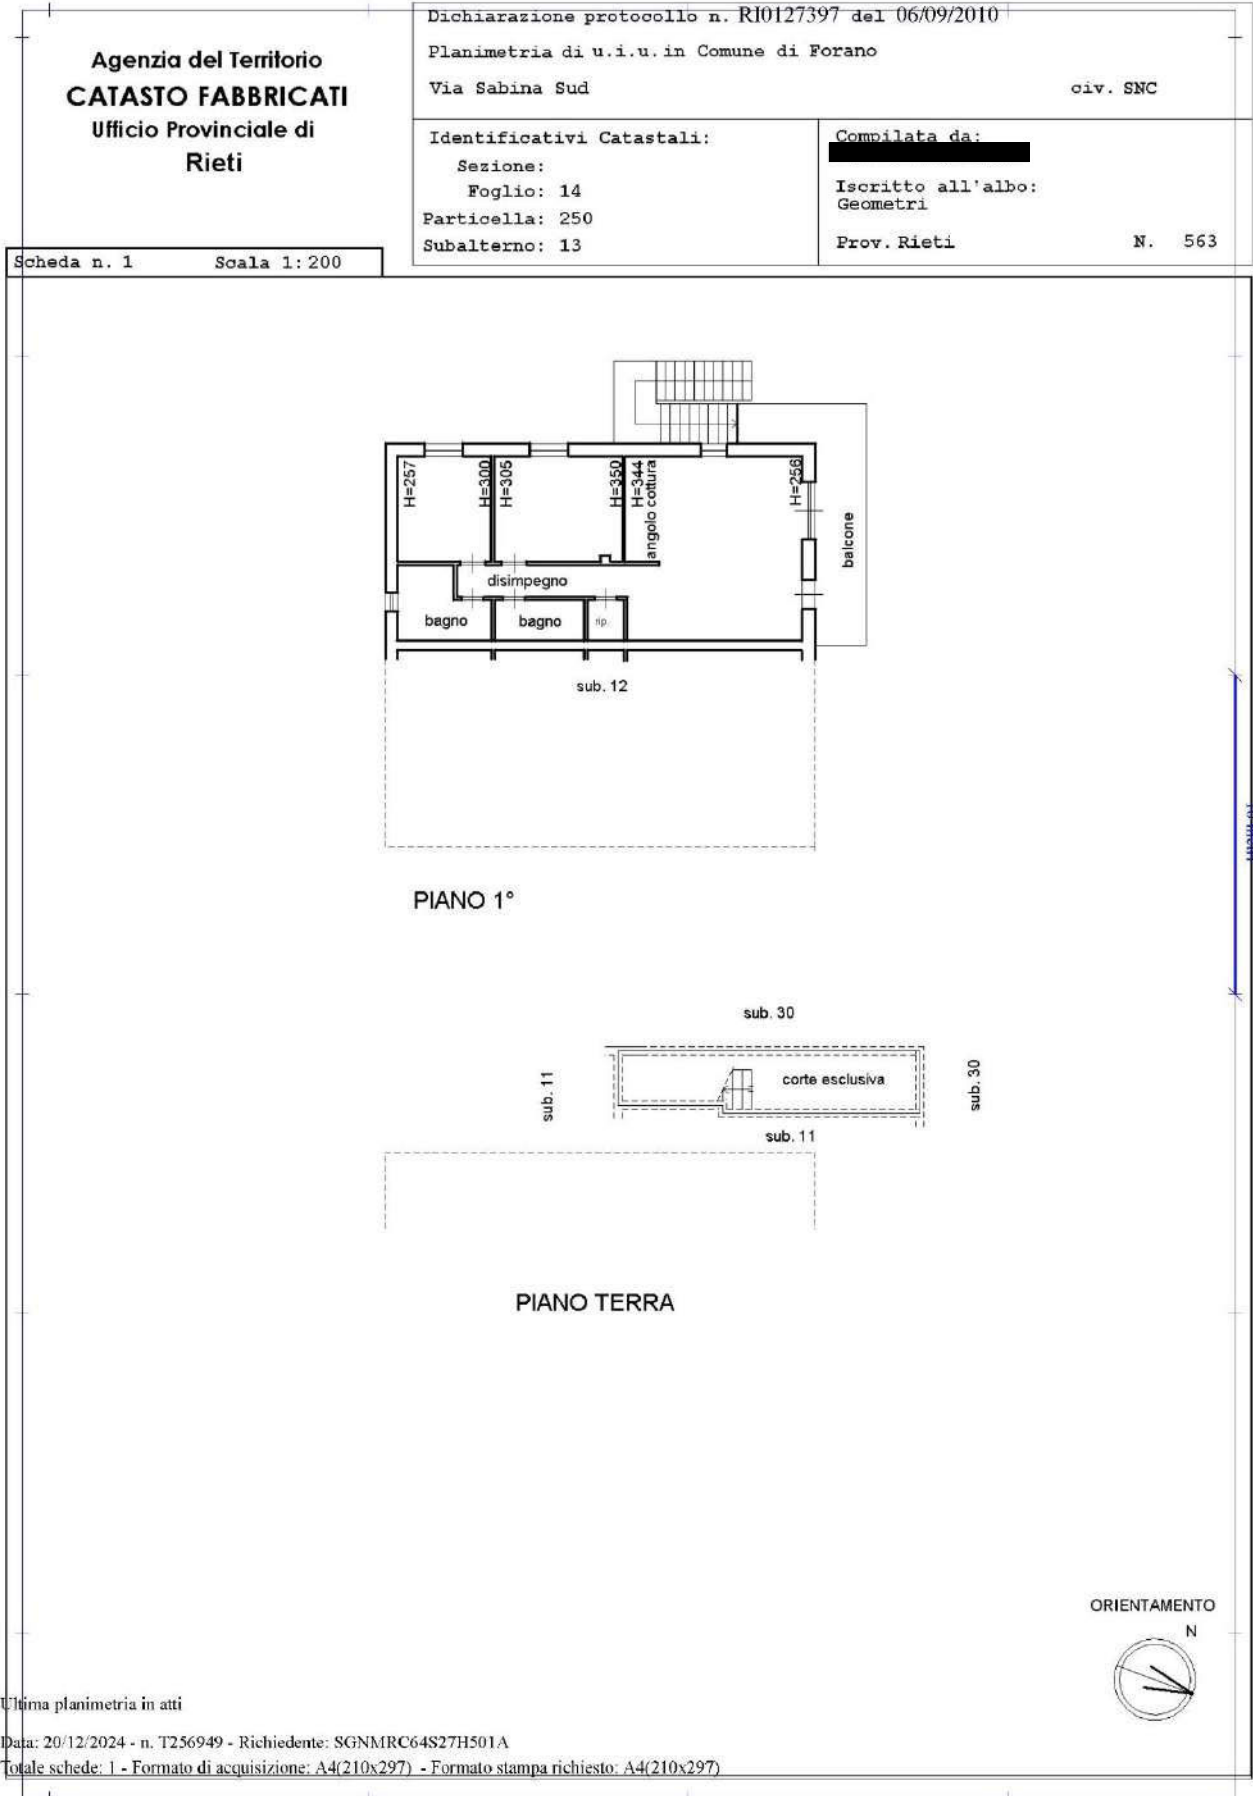 Agenzia del Territorio
CATASTO FABBRICATI
Ufficio Provinciale di
Rieti
Dichiarazione protocollo n. RI0127397 del 06/09/2010
Planimetria di u.i.u. in Comune di Forano
Via Sabina Sud civ. SNC
Identificativi Catastali:
Sezione:
Foglio: 14
Particella: 250
Subalterno: 13
Compilata da:
Iscritto all'albo:
Geometri
Prov. Rieti N. 563
Scheda n. 1 Scala 1:200
H=257
H=300
H=305
H=350
H=344
angolo cottura
H=256
balcone
disimpegno
bagno
bagno
rip.
sub. 12
PIANO 1°
sub. 30
sub. 11
corte esclusiva
sub. 30
sub. 11
PIANO TERRA
ORIENTAMENTO
N
Ultima planimetria in atti
Data: 20/12/2024 - n. T256949 - Richiedente: SGNMRC64S27H501A
Totale schede: 1 - Formato di acquisizione: A4(210x297) - Formato stampa richiesto: A4(210x297)